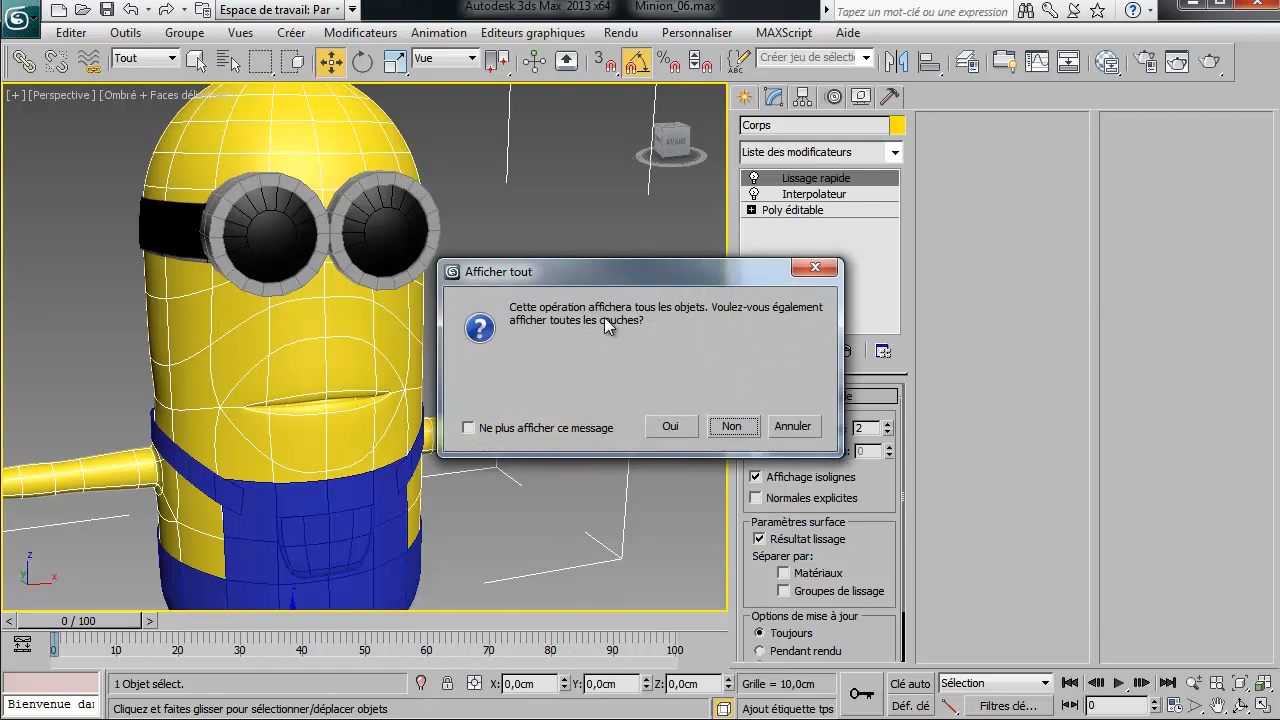 Espace de travail: Par
Autodesk 3ds Max 2013 x64
Minion_06.max
Tapez un mot-clé ou une expression
Editer
Outils
Groupe
Vues
Créer
Modificateurs
Animation
Editeurs graphiques
Rendu
Personnaliser
MAXScript
Aide
Tout
Vue
3
%
ABC
Créer jeu de sélecti
[+] [Perspective] [Ombré + Faces dél
AVANT
Corps
Liste des modificateurs
Lissage rapide
Interpolateur
Poly éditable
Afficher tout
Cette opération affichera tous les objets. Voulez-vous également
afficher toutes les couches?
Ne plus afficher ce message
Oui
Non
Annuler
2
0
Affichage isolignes
Normales explicites
Paramètres surface
Résultat lissage
Séparer par:
Matériaux
Groupes de lissage
Options de mise à jour
Toujours
Pendant rendu
z
y
x
z
< 0 / 100 >
0 10 20 30 40 50 60 70 80 90 100
1 Objet sélect.
X: 0,0cm
Y: 0,0cm
Z: 0,0cm
Grille = 10,0cm
Clé auto
Sélection
Bienvenue dar
Cliquez et faites glisser pour sélectionner/déplacer objets
Ajout étiquette tps
Déf. clé
Filtres clé...
0